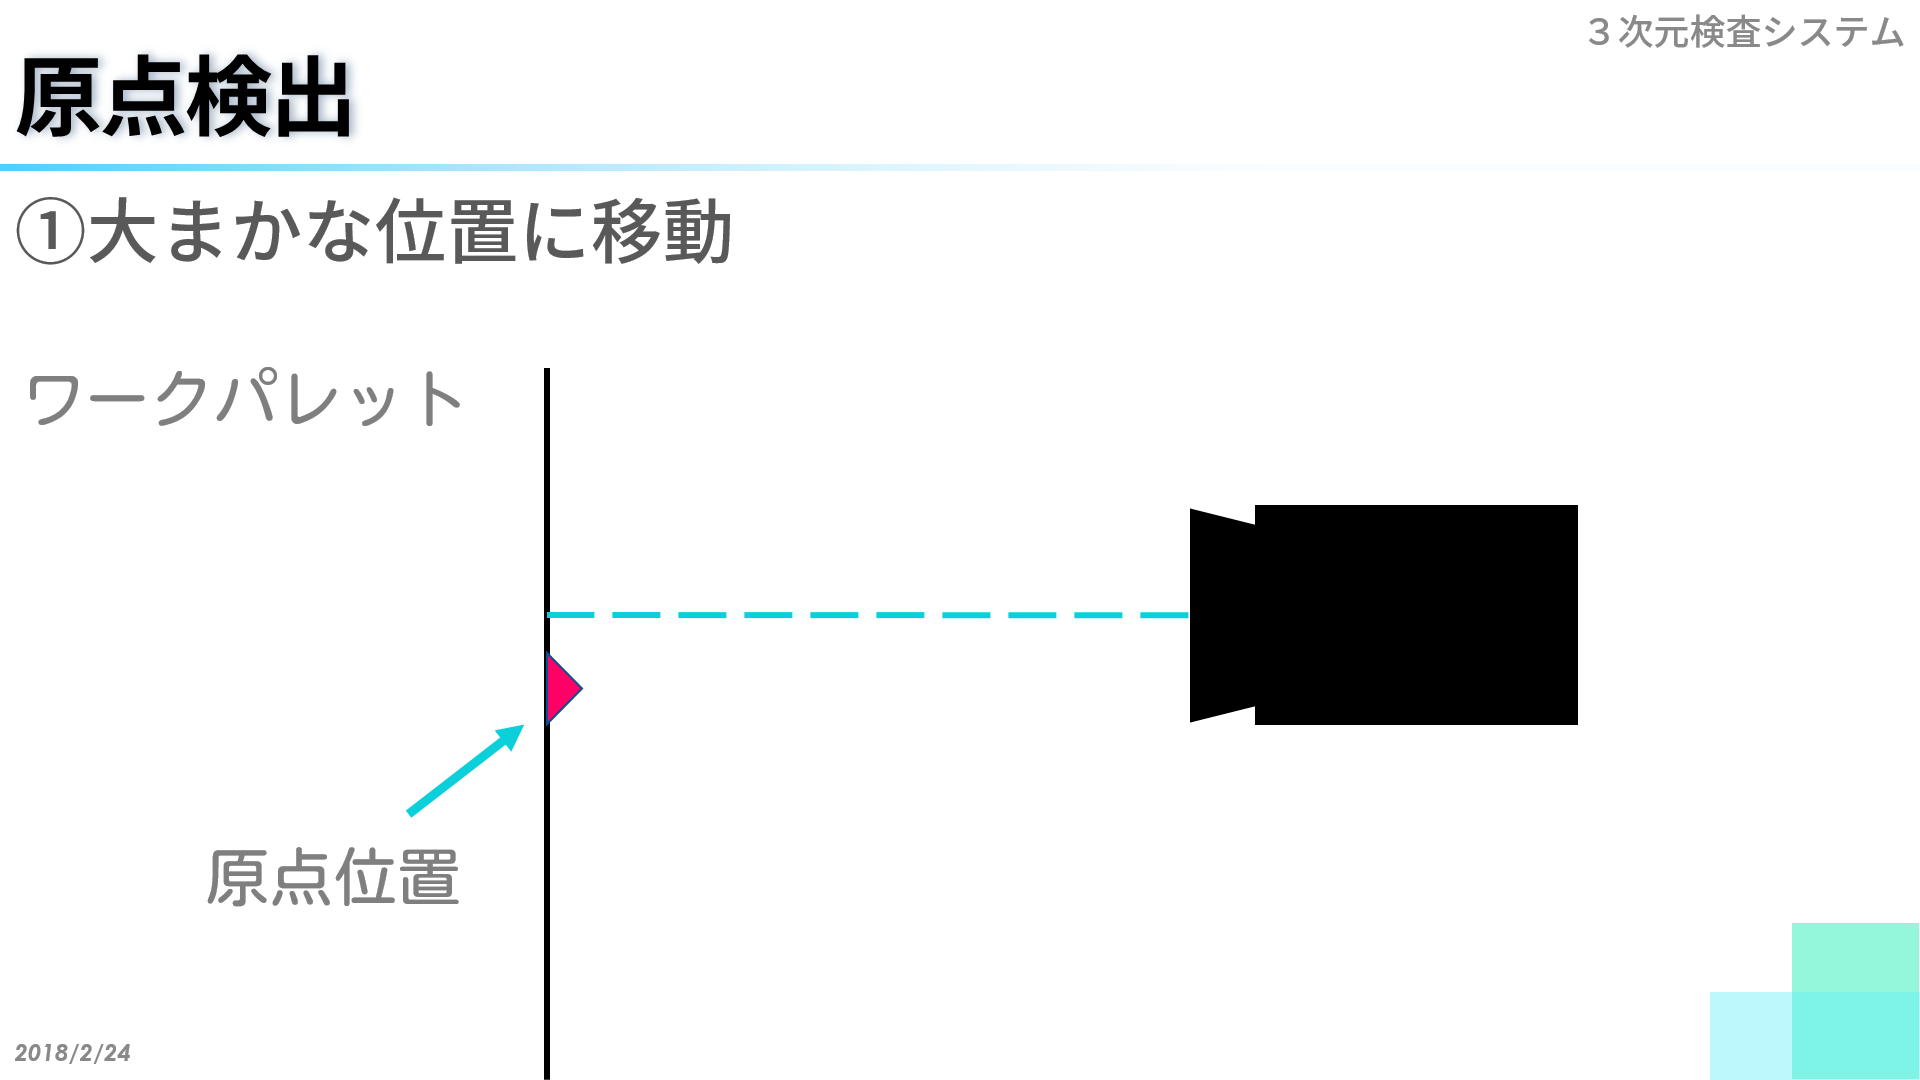 ３次元検査システム
原点検出
①大まかな位置に移動
ワークパレット
原点位置
2018/2/24